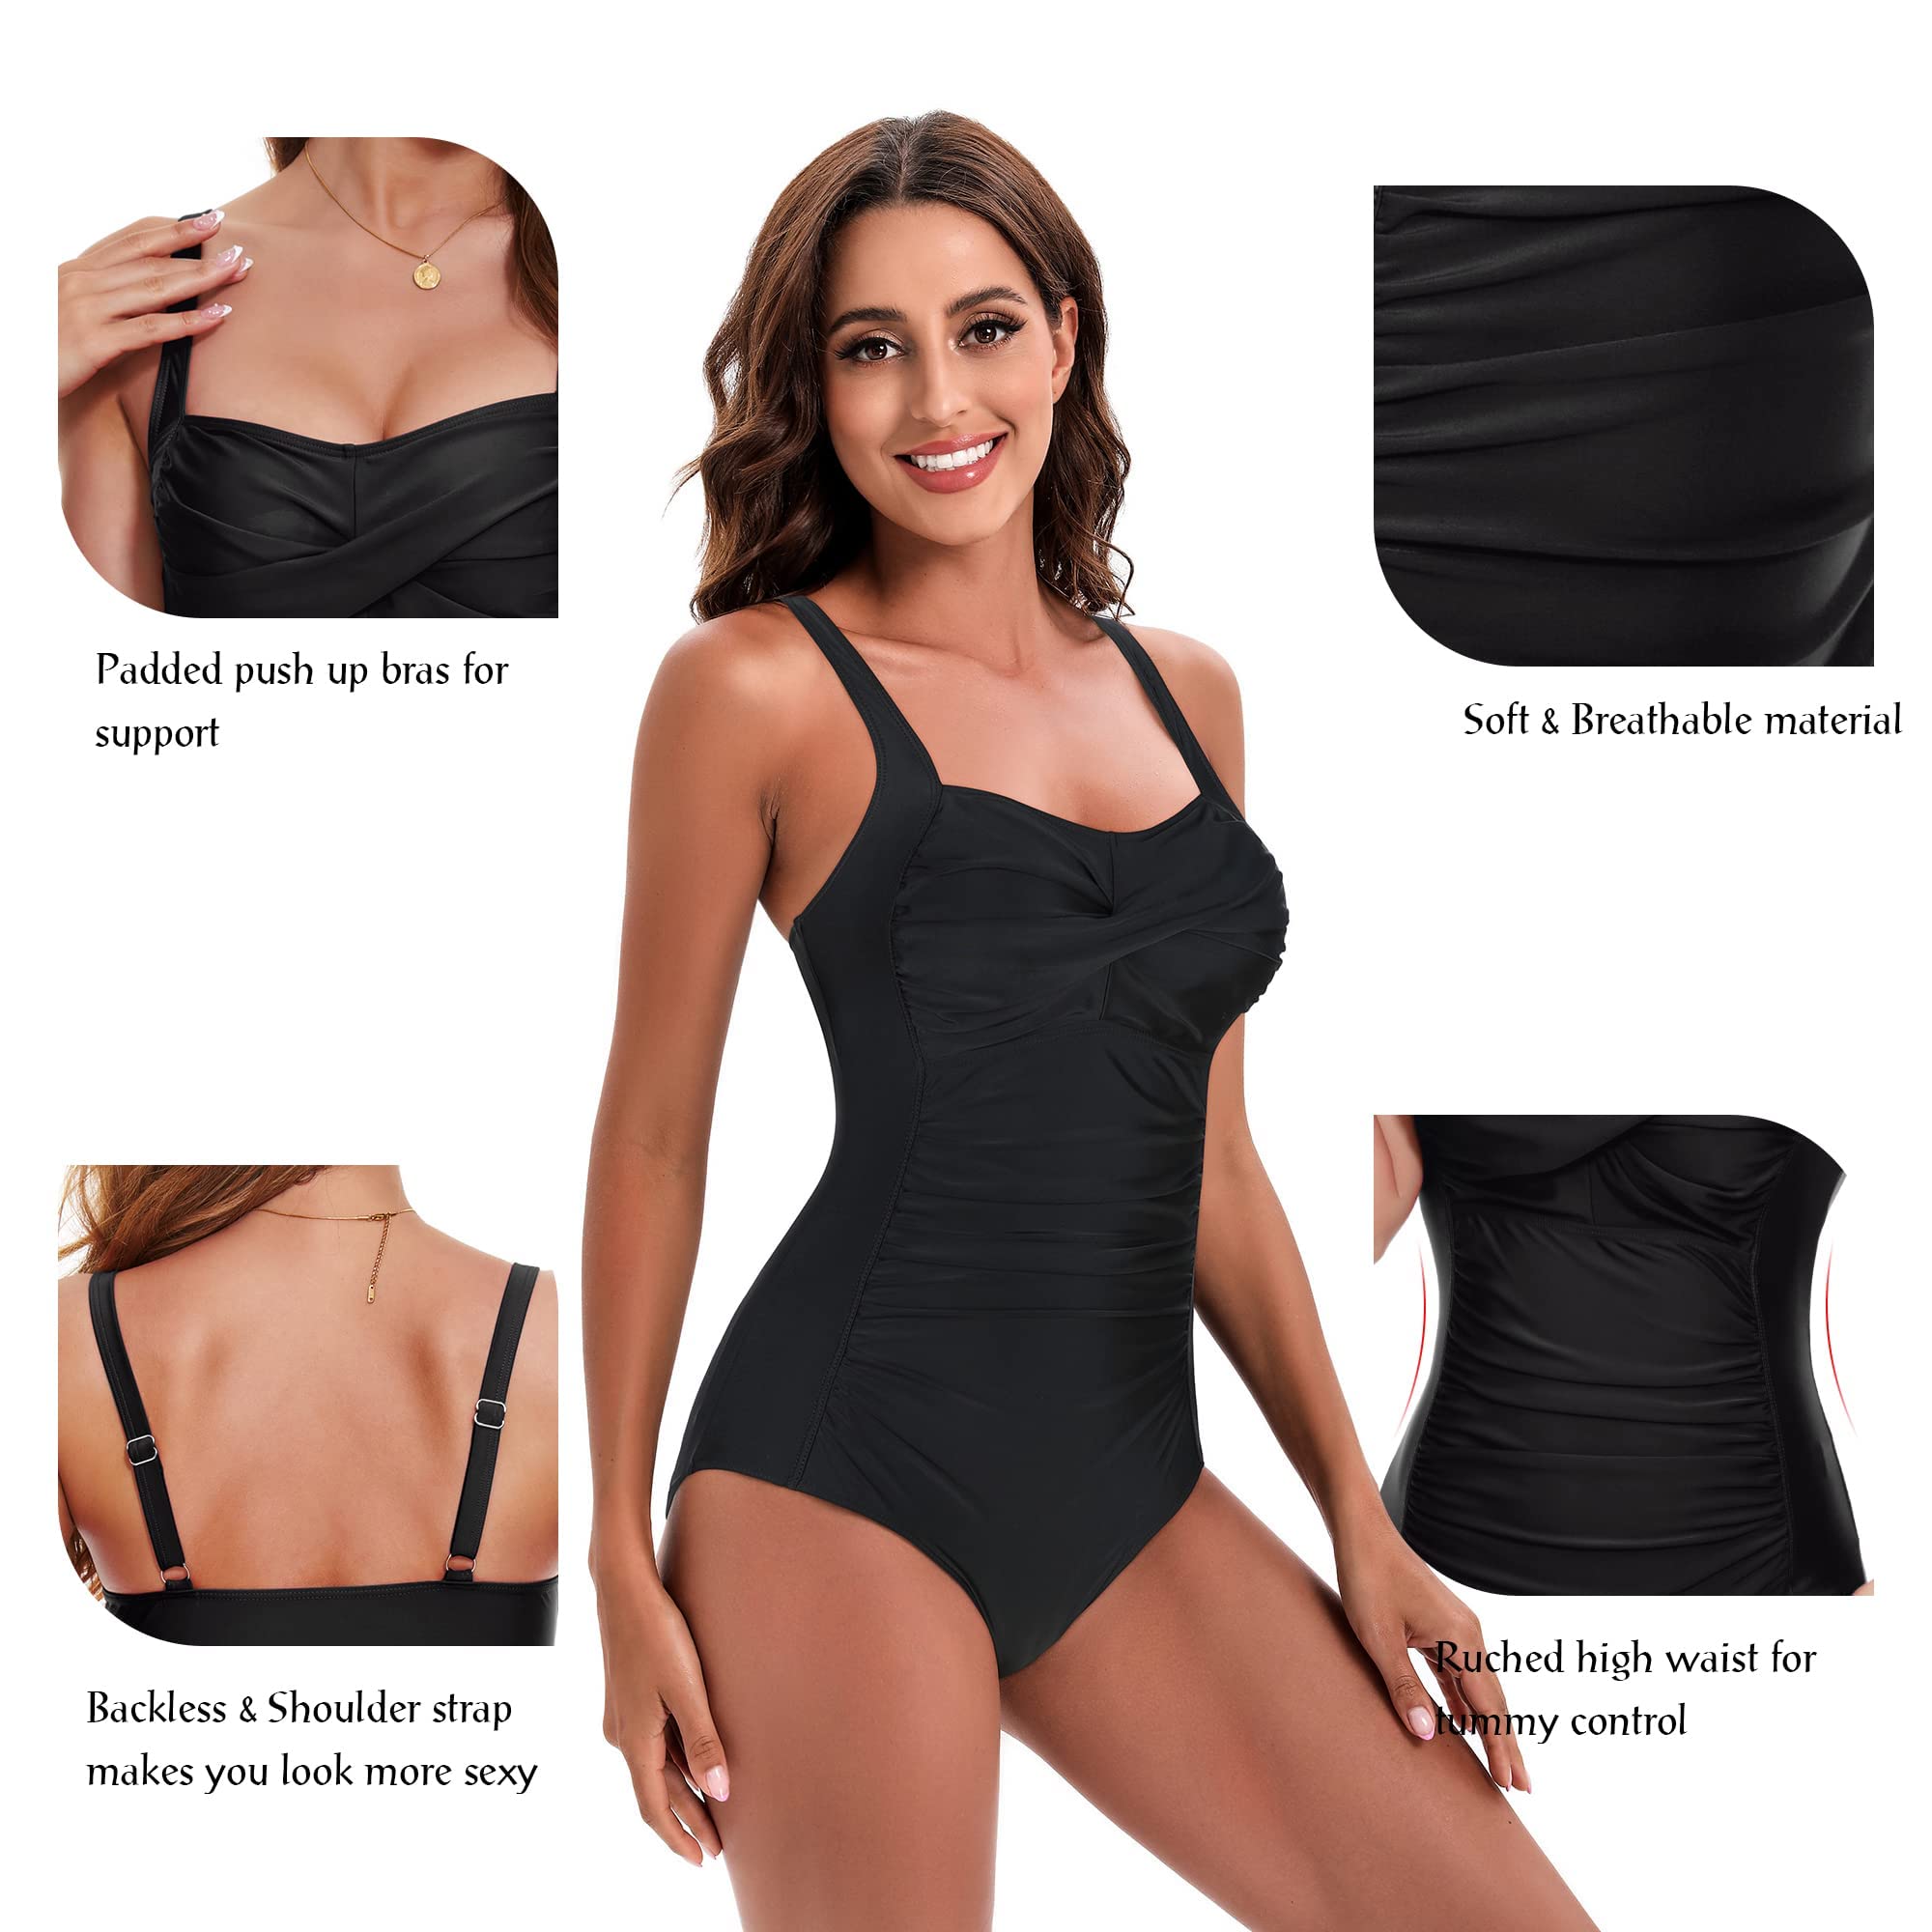 Padded push up bras for
support
Soft & Breathable material
Backless & Shoulder strap
makes you look more sexy
Ruched high waist for
tummy control